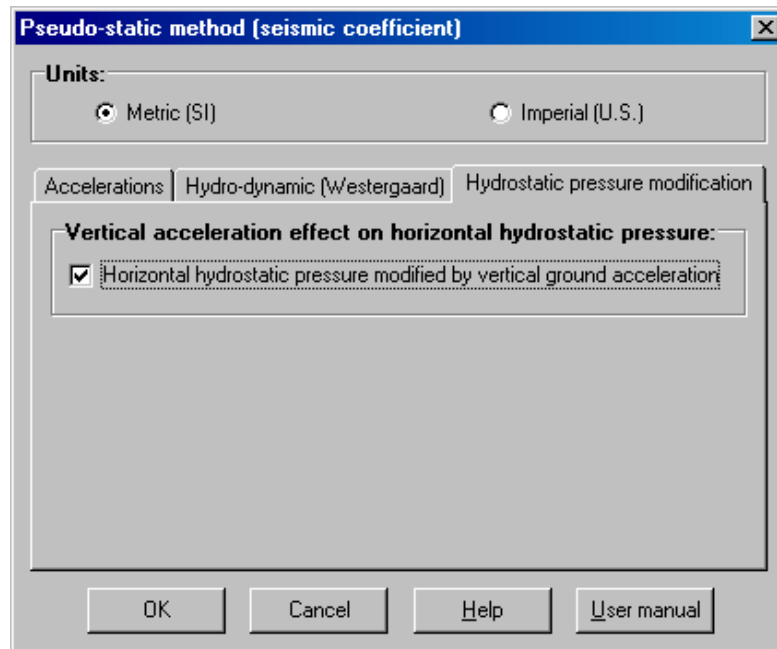 Pseudo-static method (seismic coefficient)
Units:
Metric (SI) Imperial (U.S.)
Accelerations Hydro-dynamic (Westergaard) Hydrostatic pressure modification
Vertical acceleration effect on horizontal hydrostatic pressure:
Horizontal hydrostatic pressure modified by vertical ground acceleration
OK Cancel Help User manual